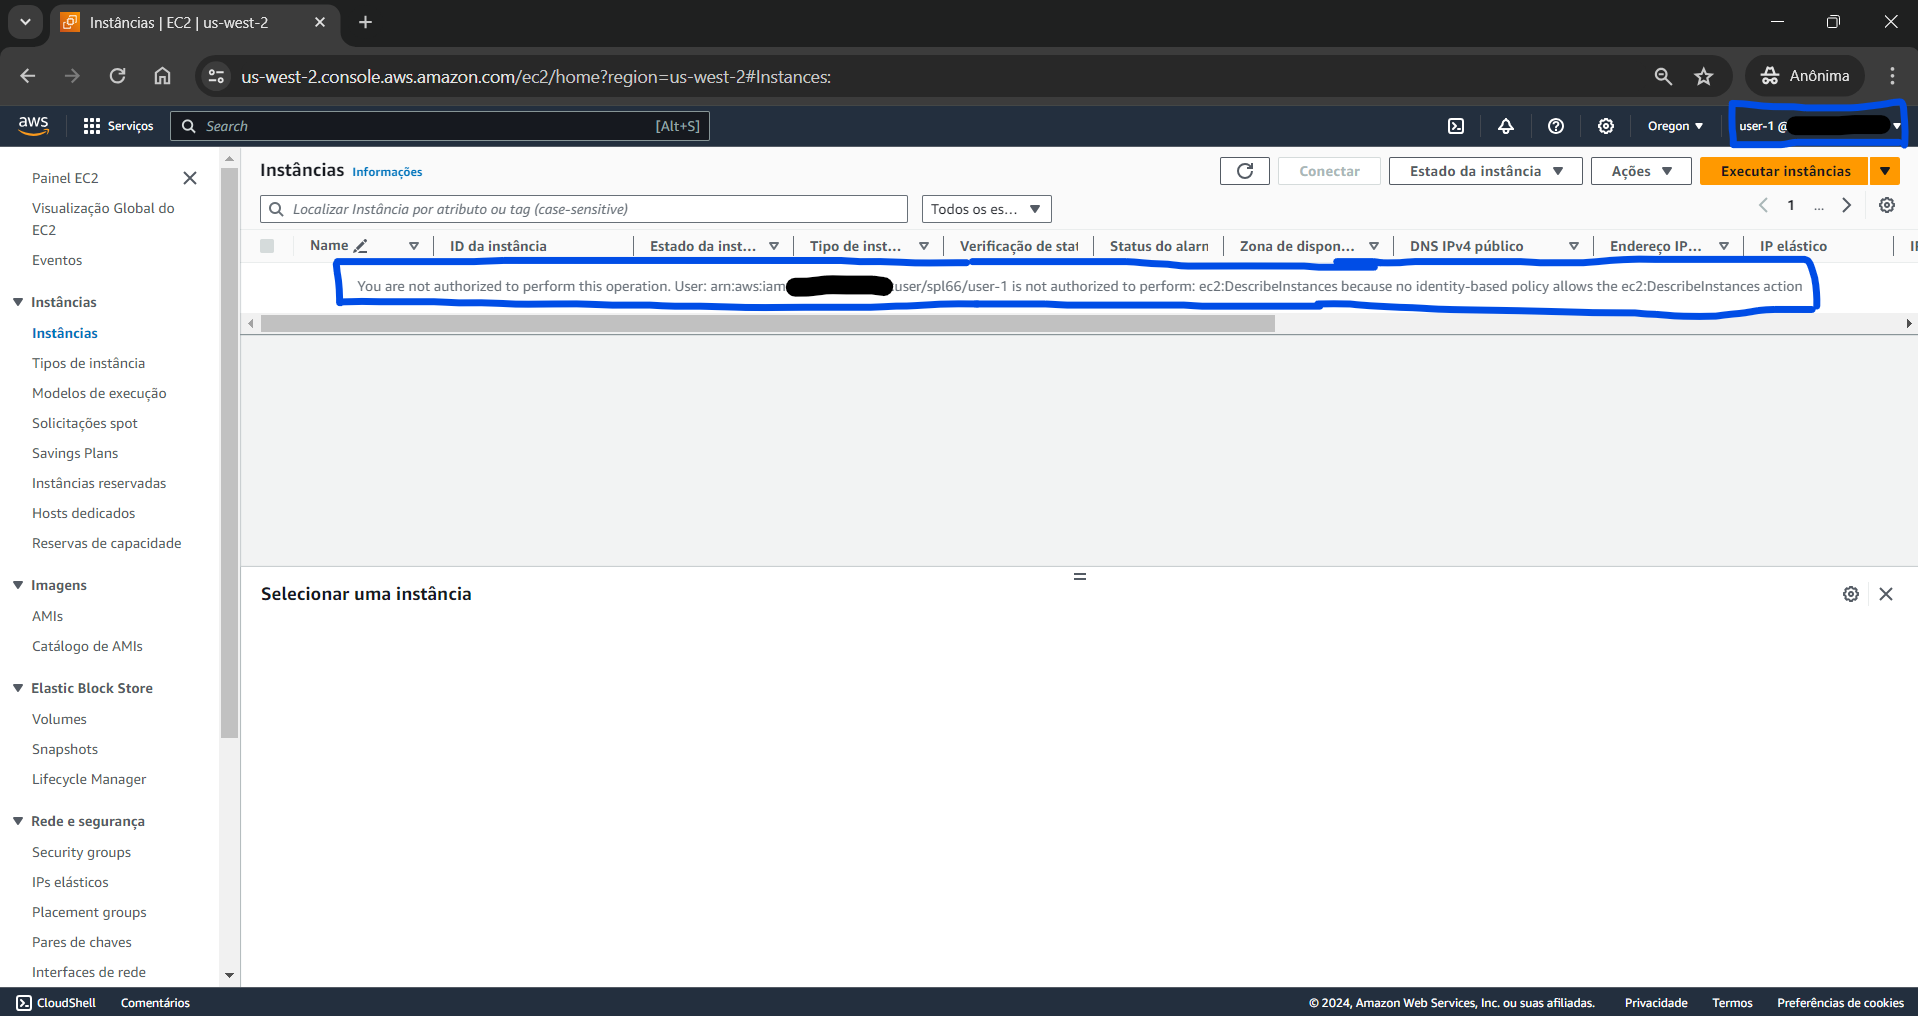 Instâncias | EC2 | us-west-2
us-west-2.console.aws.amazon.com/ec2/home?region=us-west-2#Instances:
Anônima
aws
Serviços
Search
[Alt+S]
Oregon
user-1 @
Painel EC2
Visualização Global do
EC2
Eventos
Instâncias
Instâncias
Tipos de instância
Modelos de execução
Solicitações spot
Savings Plans
Instâncias reservadas
Hosts dedicados
Reservas de capacidade
Imagens
AMIs
Catálogo de AMIs
Elastic Block Store
Volumes
Snapshots
Lifecycle Manager
Rede e segurança
Security groups
IPs elásticos
Placement groups
Pares de chaves
Interfaces de rede
Instâncias Informações
Conectar
Estado da instância
Ações
Executar instâncias
Localizar Instância por atributo ou tag (case-sensitive)
Todos os es...
1 ...
Name ID da instância Estado da inst... Tipo de inst... Verificação de stat Status do alarn Zona de dispon... DNS IPv4 público Endereço IP... IP elástico
You are not authorized to perform this operation. User: arn:aws:iam user/spl66/user-1 is not authorized to perform: ec2:DescribeInstances because no identity-based policy allows the ec2:DescribeInstances action
Selecionar uma instância
CloudShell
Comentários
© 2024, Amazon Web Services, Inc. ou suas afiliadas.
Privacidade
Termos
Preferências de cookies